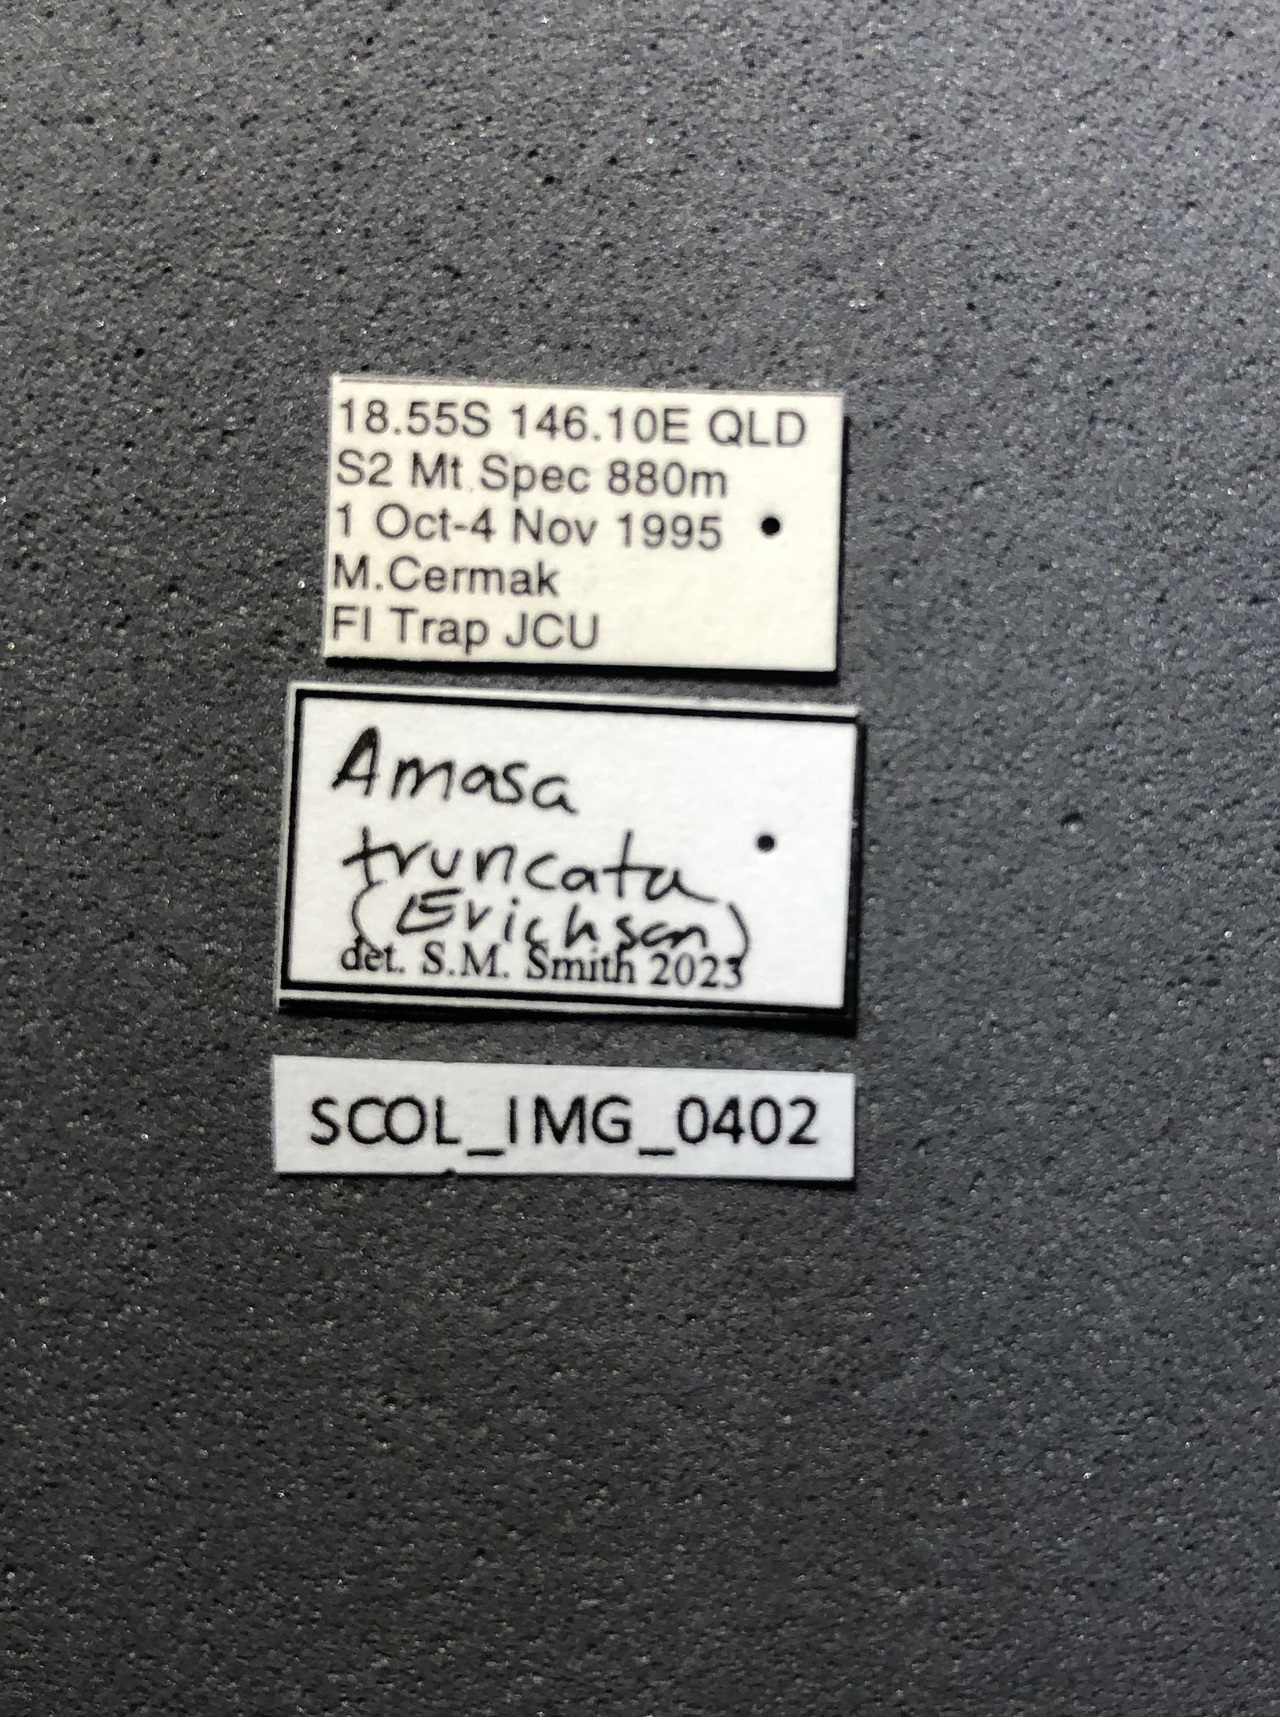 18.55S 146.10E QLD
S2 Mt.Spec 880m
1 Oct-4 Nov 1995
M.Cermak
FI Trap JCU
Amasa
truncata
(Erichson)
det. S.M. Smith 2023
SCOL_IMG_0402